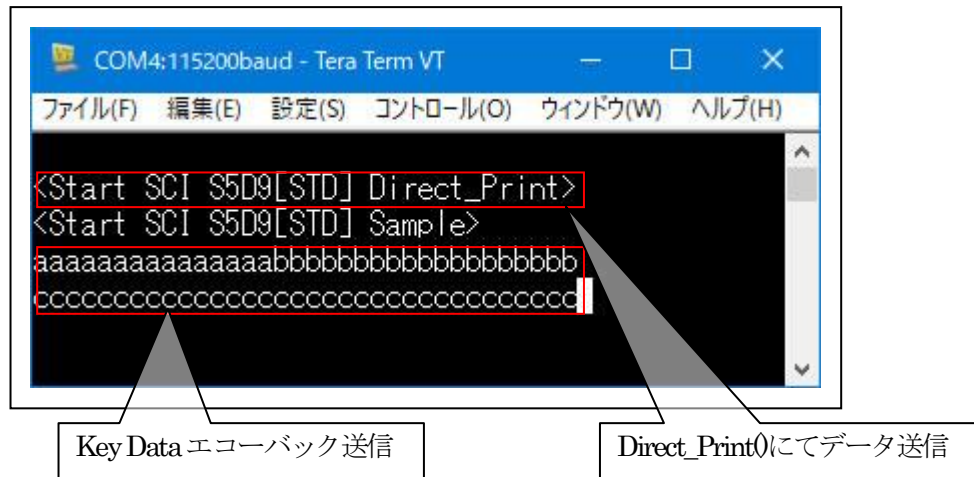 COM4:115200baud - Tera Term VT
ファイル(F) 編集(E) 設定(S) コントロール(O) ウィンドウ(W) ヘルプ(H)
<Start SCI S5D9[STD] Direct_Print>
<Start SCI S5D9[STD] Sample>
aaaaaaaaaaaaaaabbbbbbbbbbbbbbbbbbb
cccccccccccccccccccccccccccccccccc
Key Data エコーバック送信
Direct_Print()にてデータ送信